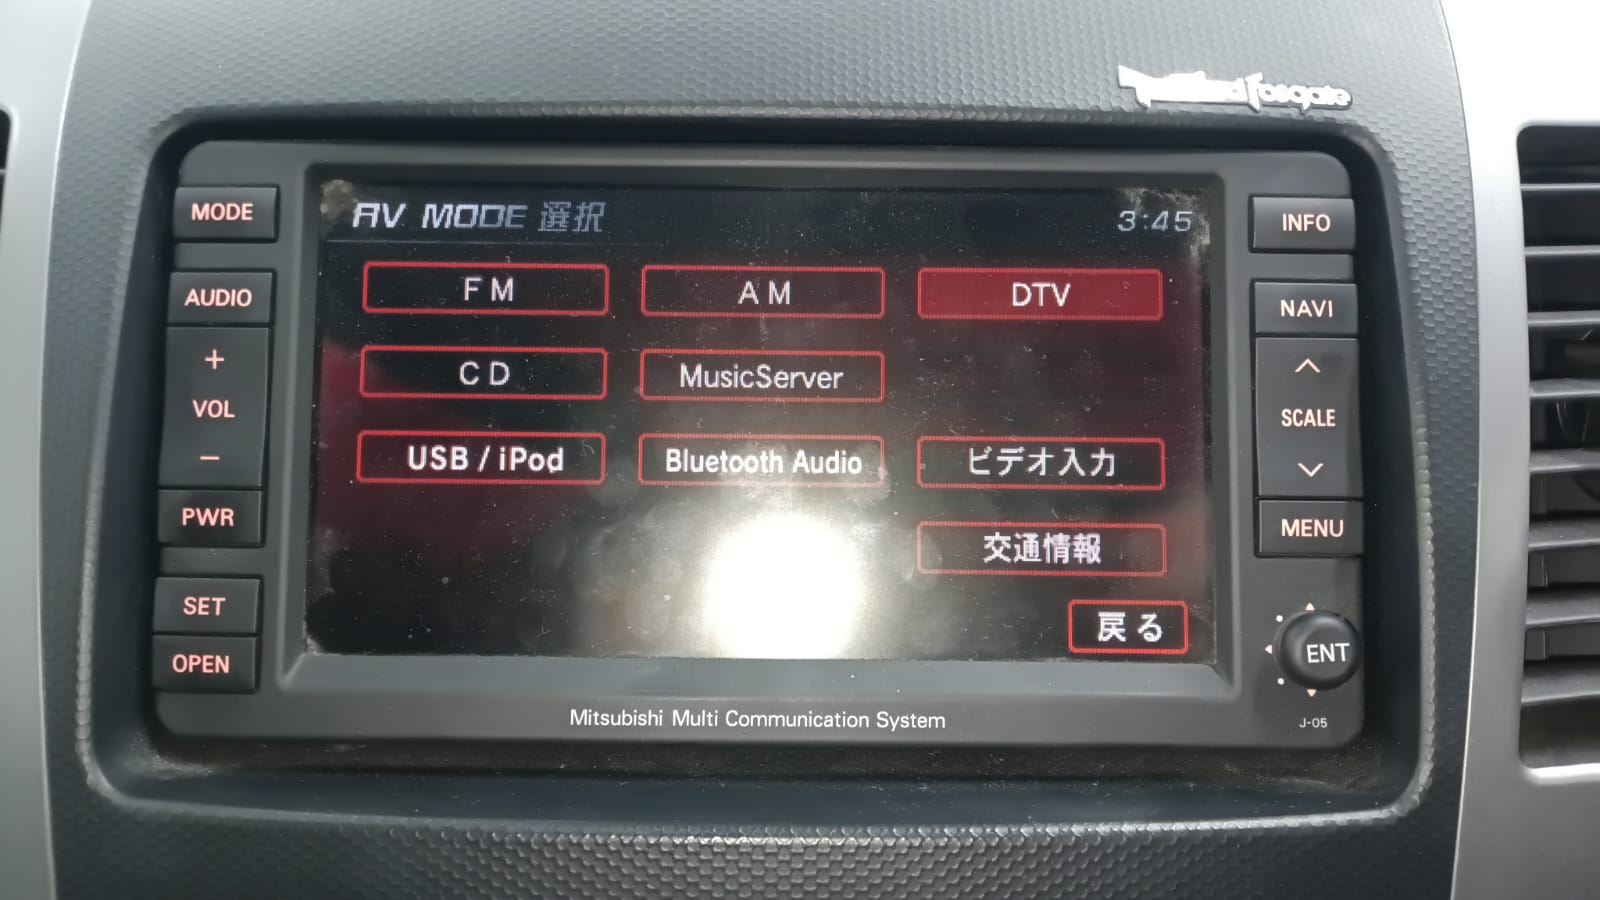 Rockford Fosgate
MODE
AUDIO
+
VOL
−
PWR
SET
OPEN
AV MODE 選択
3:45
FM
AM
DTV
CD
MusicServer
USB / iPod
Bluetooth Audio
ビデオ入力
交通情報
戻る
INFO
NAVI
SCALE
MENU
ENT
J-05
Mitsubishi Multi Communication System